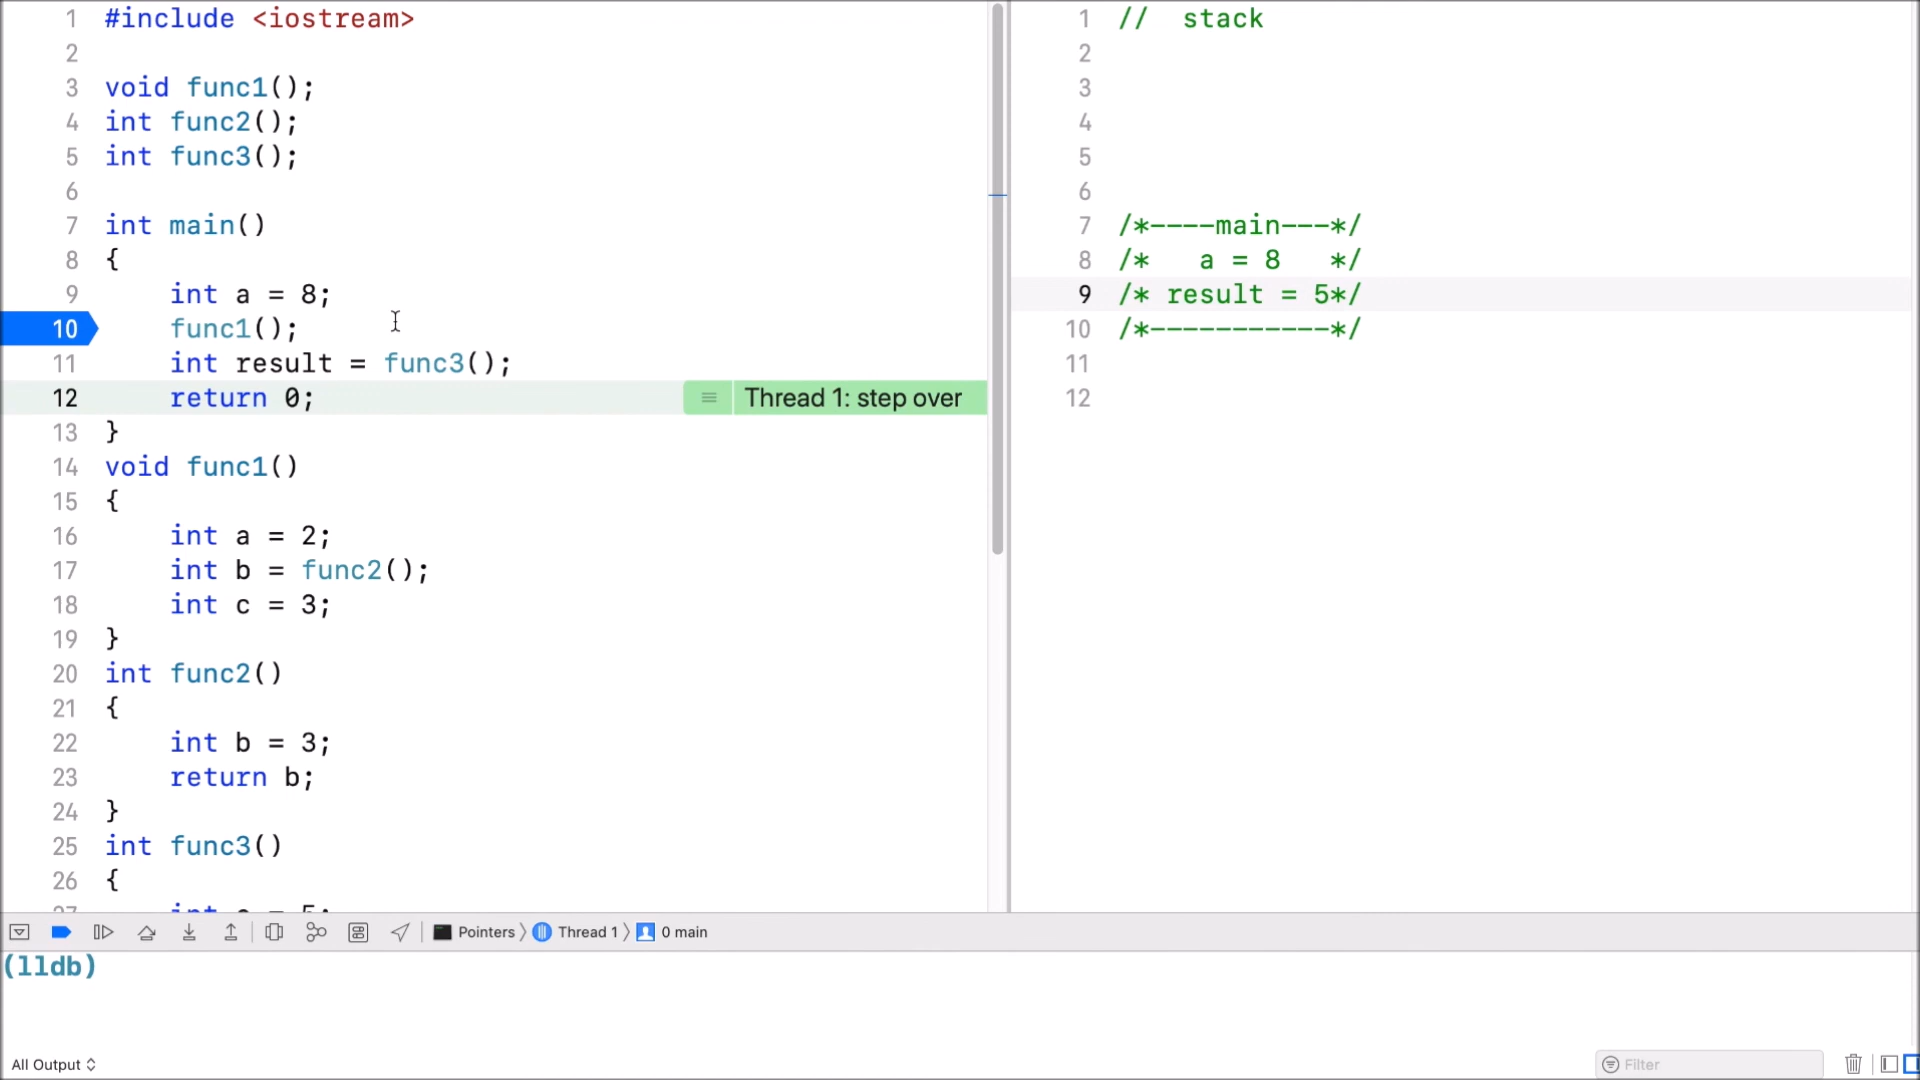 1 #include <iostream>
2
3 void func1();
4 int func2();
5 int func3();
6
7 int main()
8 {
9 int a = 8;
10 func1();
11 int result = func3();
12 return 0; Thread 1: step over
13 }
14 void func1()
15 {
16 int a = 2;
17 int b = func2();
18 int c = 3;
19 }
20 int func2()
21 {
22 int b = 3;
23 return b;
24 }
25 int func3()
26 {
1 // stack
2
3
4
5
6
7 /*----main---*/
8 /* a = 8 */
9 /* result = 5*/
10 /*-----------*/
11
12
Pointers Thread 1 0 main
(lldb)
All Output
Filter